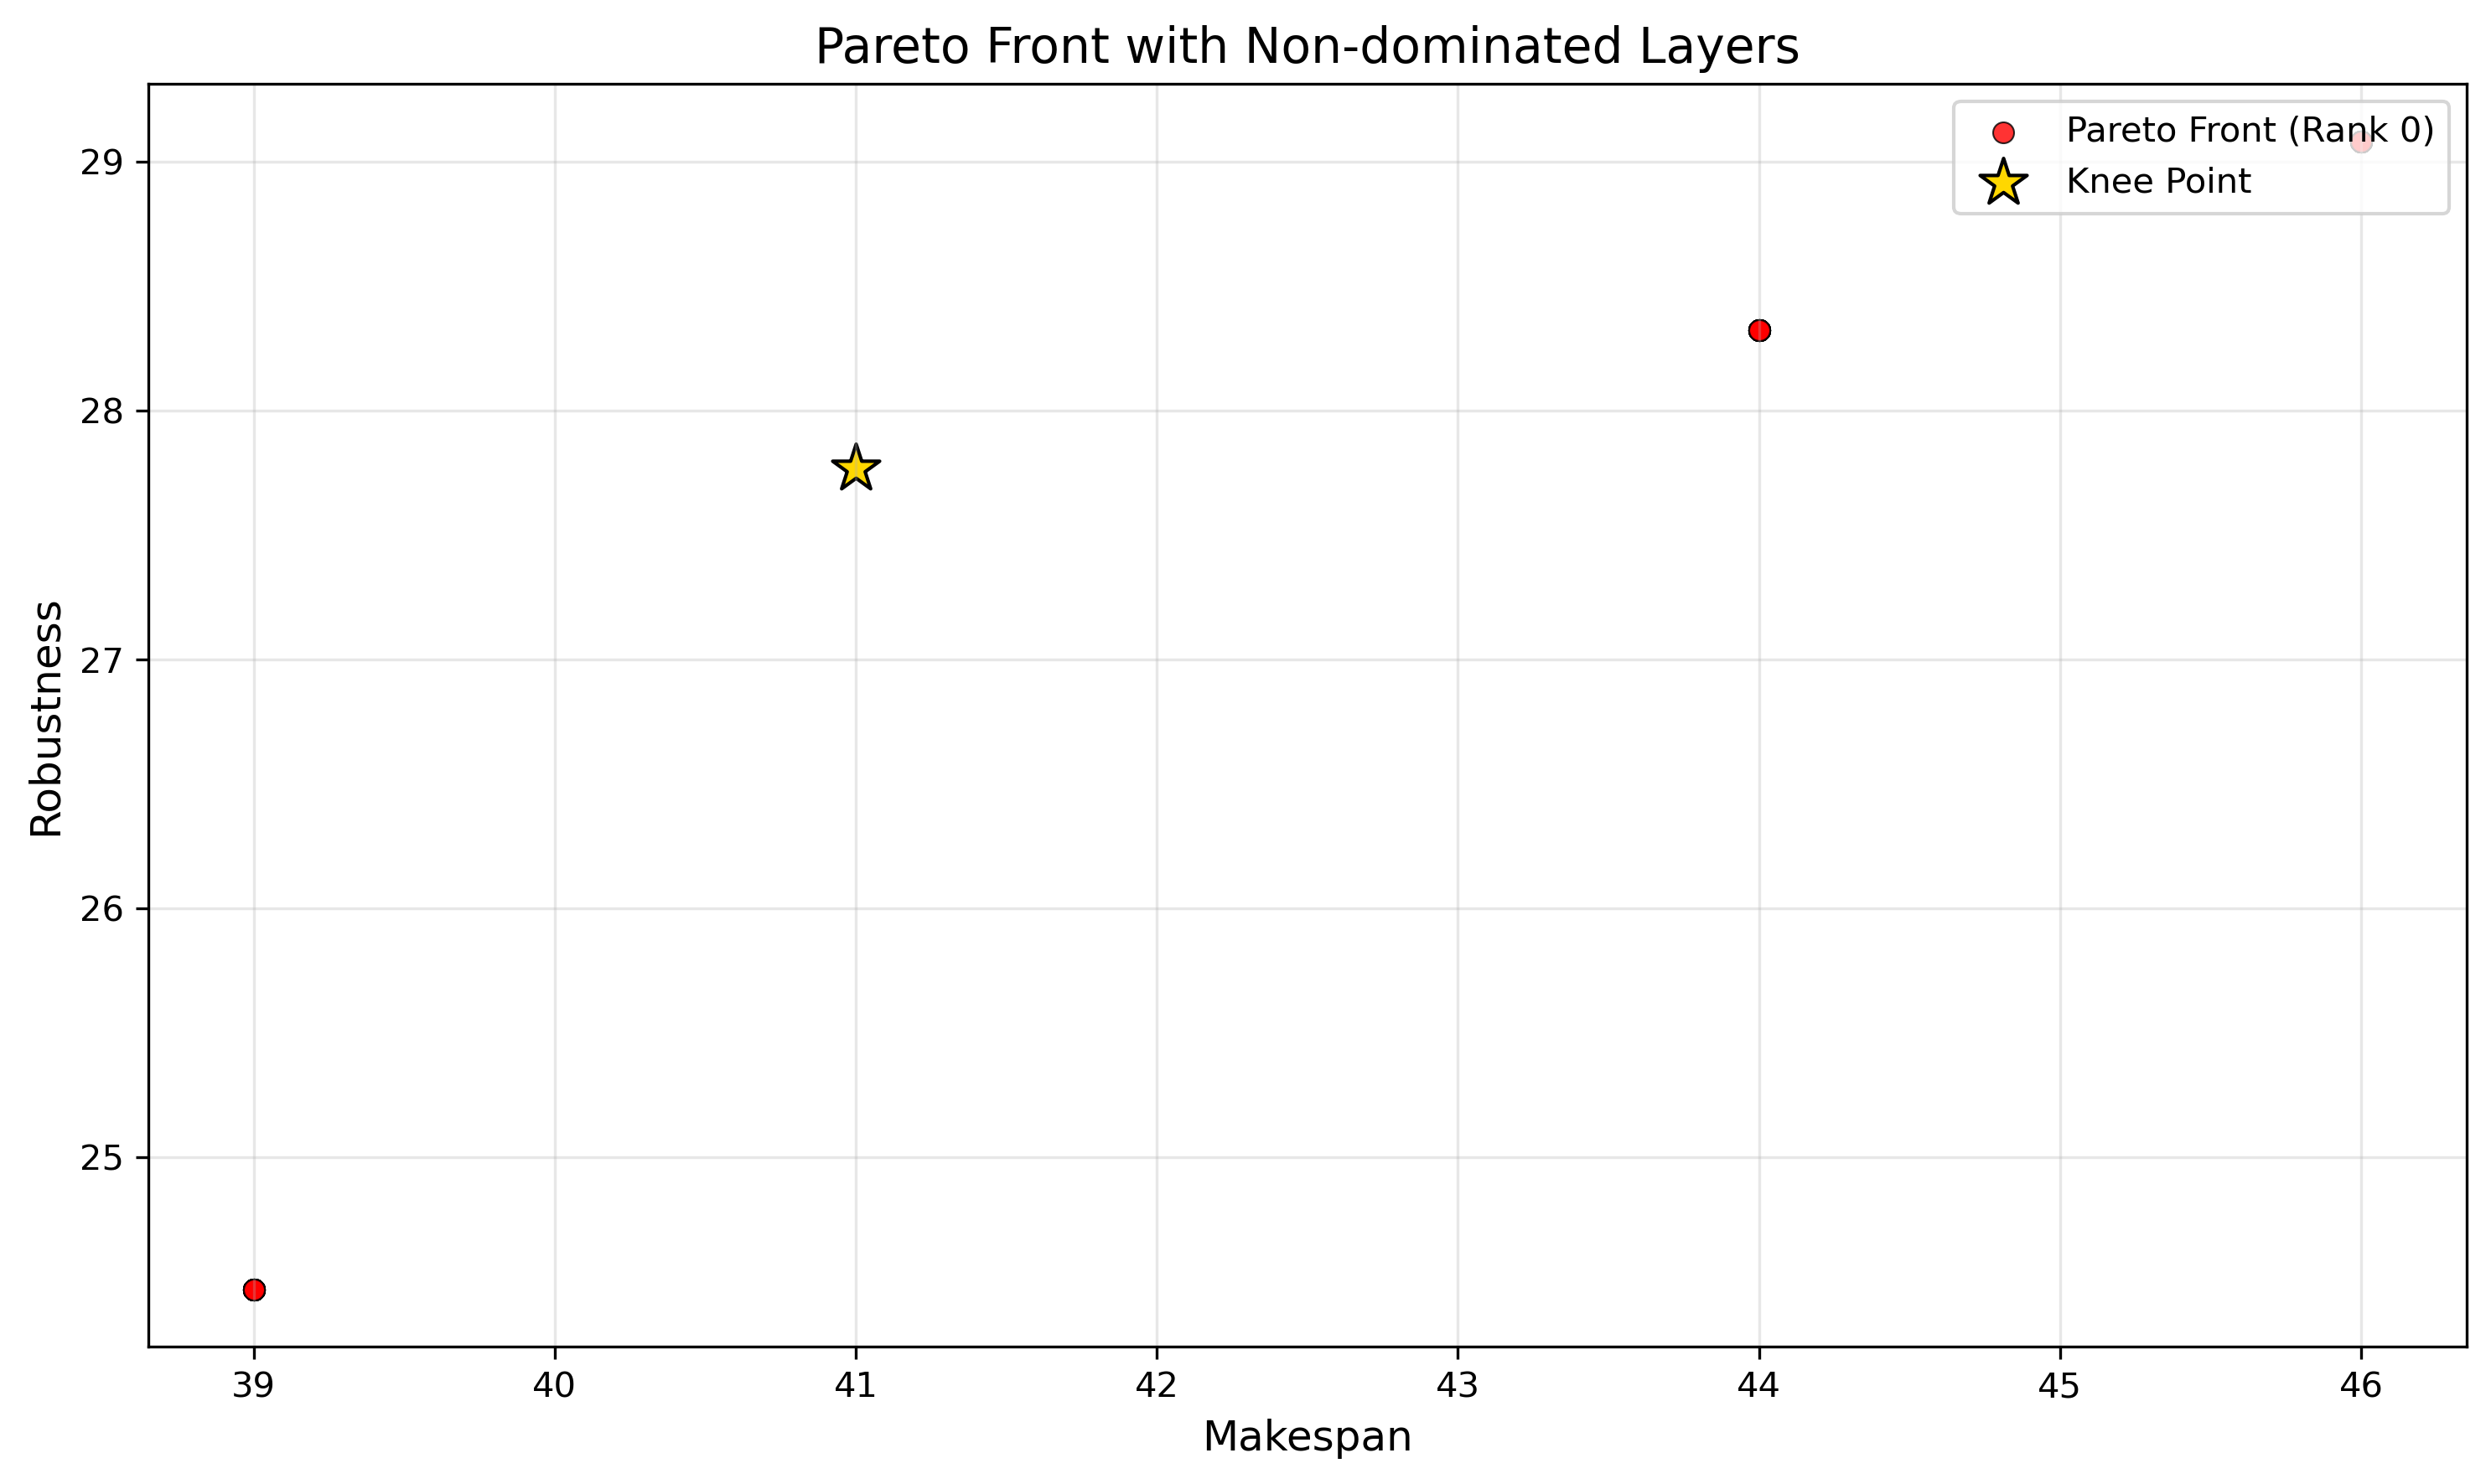 Pareto Front with Non-dominated Layers
Pareto Front (Rank 0)
Knee Point
29
28
27
26
25
Robustness
39 40 41 42 43 44 45 46
Makespan